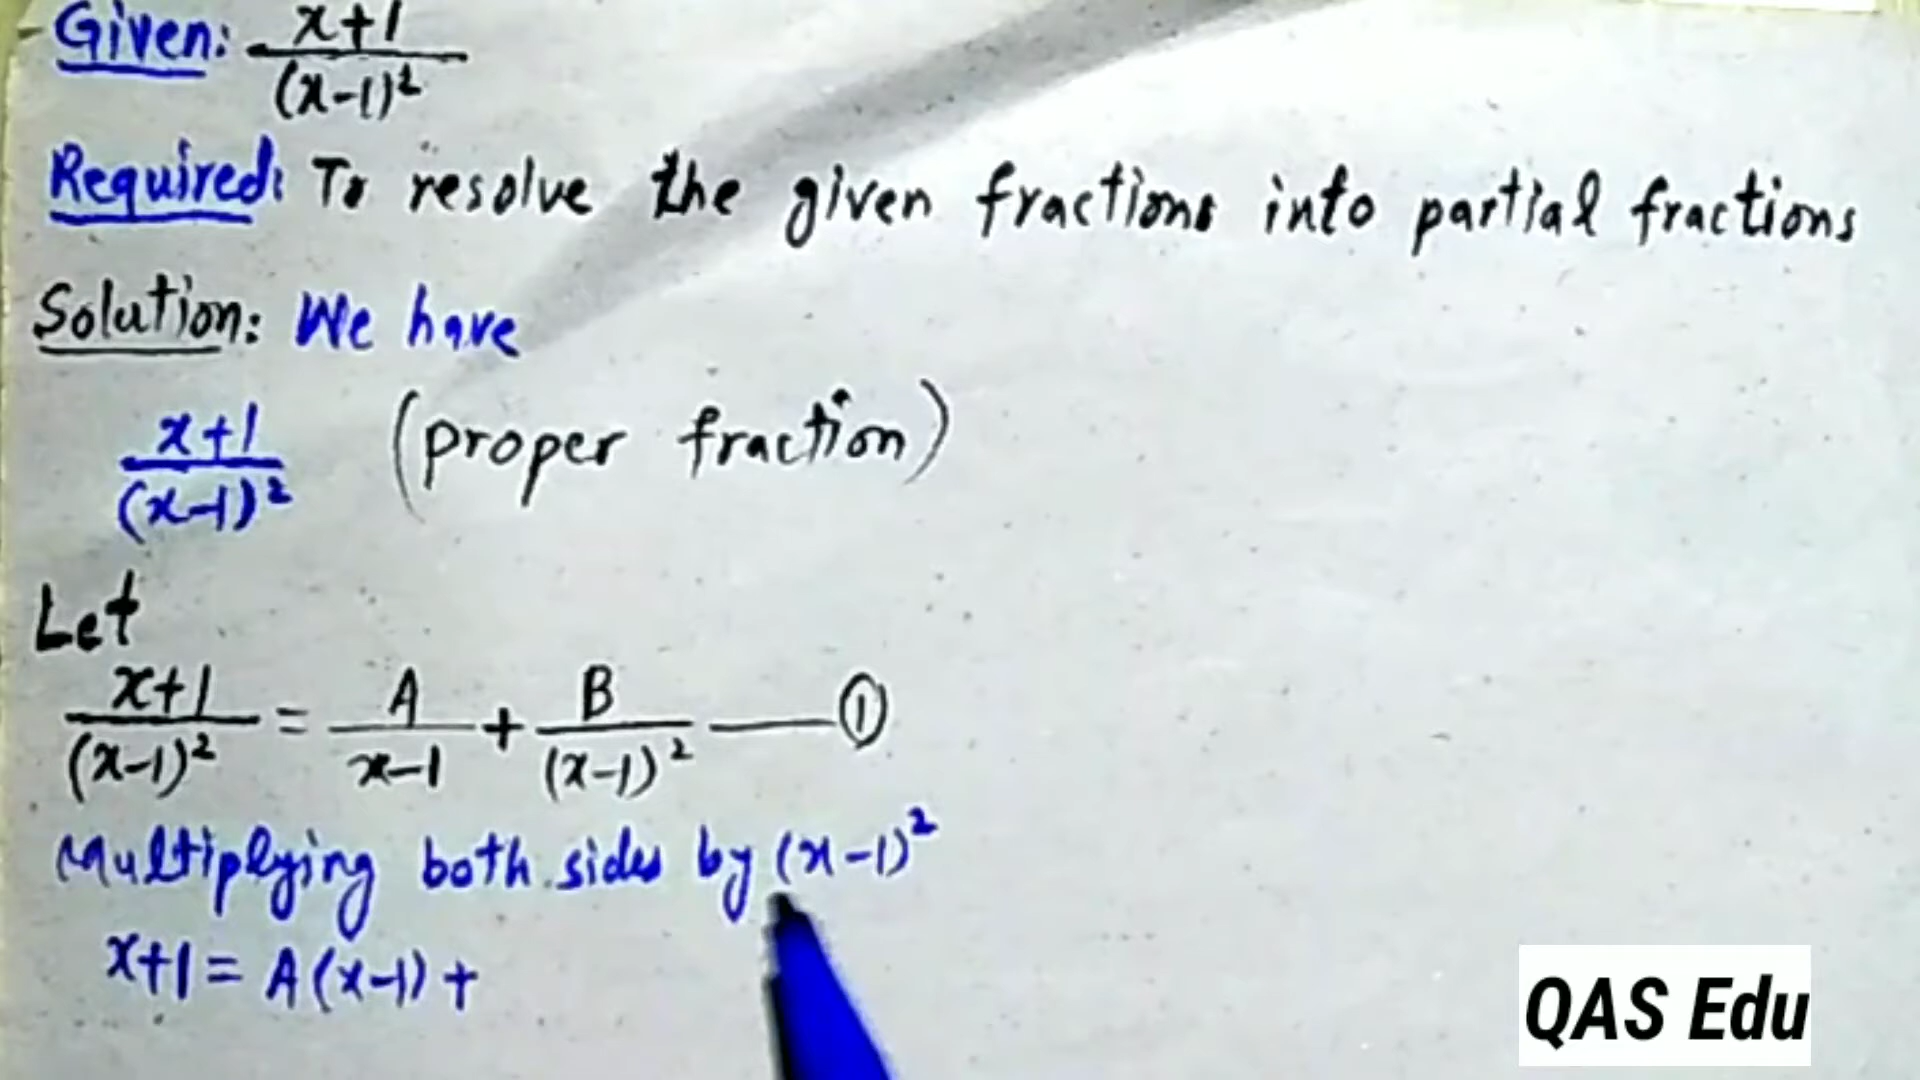 Given: x+1
(x-1)²
Required: To resolve the given fractions into partial fractions
Solution: We have
x+1
(x-1)²
(proper fraction)
Let
x+1/(x-1)² = A/x-1 + B/(x-1)² —— ①
Multiplying both sides by (x-1)²
x+1 = A(x-1) +
QAS Edu